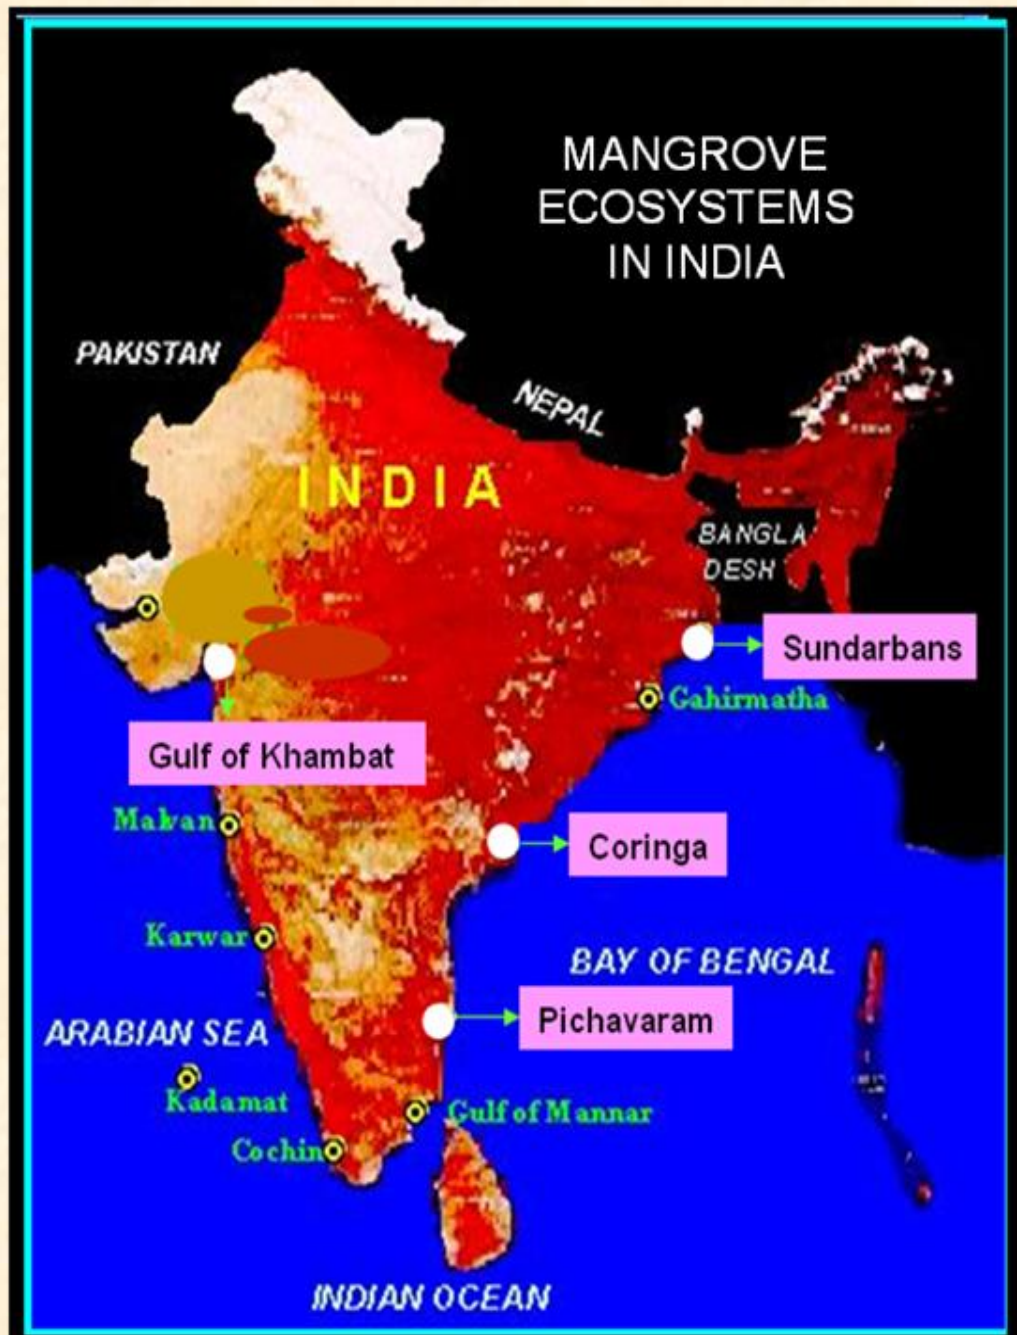 MANGROVE
ECOSYSTEMS
IN INDIA
PAKISTAN
NEPAL
INDIA
BANGLA
DESH
Sundarbans
Gahirmatha
Gulf of Khambat
Malvan
Coringa
Karwar
BAY OF BENGAL
Pichavaram
ARABIAN SEA
Kadamat
Gulf of Mannar
Cochin
INDIAN OCEAN